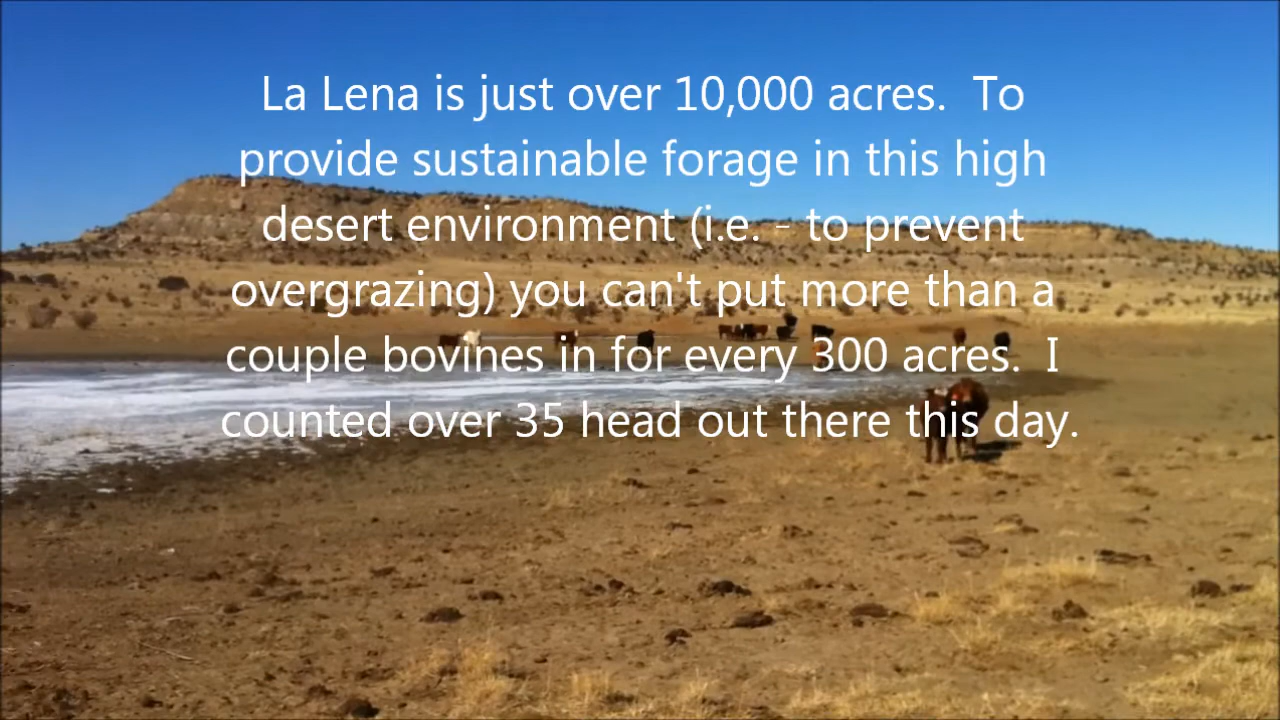 La Lena is just over 10,000 acres.  To
provide sustainable forage in this high
desert environment (i.e. - to prevent
overgrazing) you can't put more than a
couple bovines in for every 300 acres.  I
counted over 35 head out there this day.